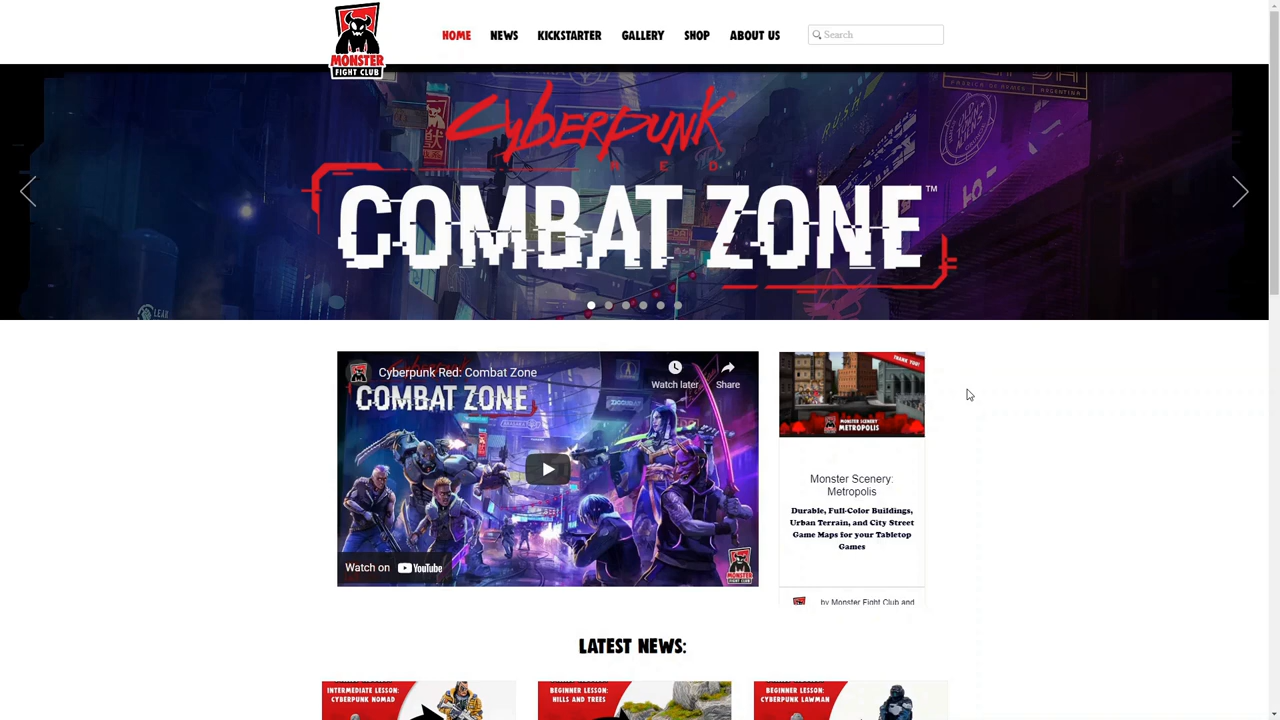 MONSTER
FIGHT CLUB
HOME
NEWS
KICKSTARTER
GALLERY
SHOP
ABOUT US
Search
CYBERPUNK
RED
COMBAT ZONE™
ARGENTINA
Cyberpunk Red: Combat Zone
Watch later
Share
COMBAT ZONE
Watch on YouTube
THANK YOU!
MONSTER SCENERY
METROPOLIS
Monster Scenery:
Metropolis
Durable, Full-Color Buildings,
Urban Terrain, and City Street
Game Maps for your Tabletop
Games
by Monster Fight Club and
LATEST NEWS:
INTERMEDIATE LESSON:
CYBERPUNK NOMAD
BEGINNER LESSON:
HILLS AND TREES
BEGINNER LESSON:
CYBERPUNK LAWMAN